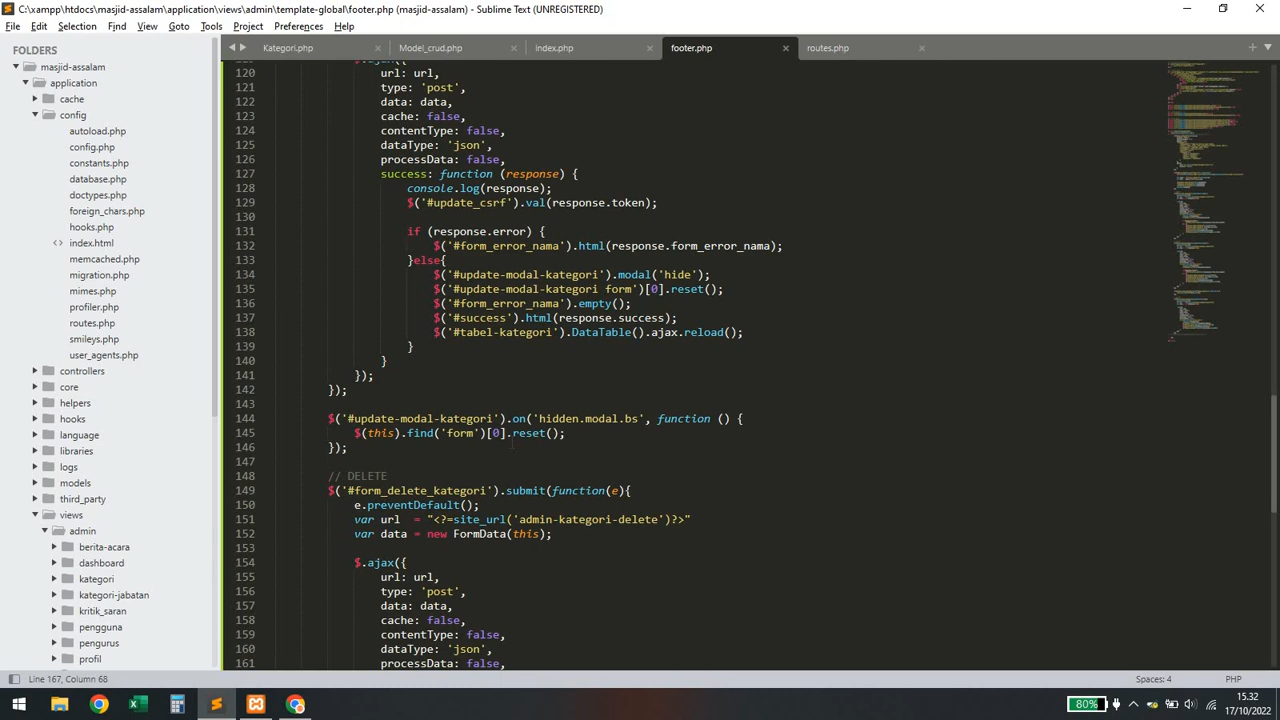 C:\xampp\htdocs\masjid-assalam\application\views\admin\template-global\footer.php (masjid-assalam) - Sublime Text (UNREGISTERED)
File Edit Selection Find View Goto Tools Project Preferences Help
FOLDERS
masjid-assalam
application
cache
config
autoload.php
config.php
constants.php
database.php
doctypes.php
foreign_chars.php
hooks.php
<> index.html
memcached.php
migration.php
mimes.php
profiler.php
routes.php
smileys.php
user_agents.php
controllers
core
helpers
hooks
language
libraries
logs
models
third_party
views
admin
berita-acara
dashboard
kategori
kategori-jabatan
kritik_saran
pengguna
pengurus
profil
Kategori.php Model_crud.php index.php footer.php routes.php
119 $.ajax({
120 url: url,
121 type: 'post',
122 data: data,
123 cache: false,
124 contentType: false,
125 dataType: 'json',
126 processData: false,
127 success: function (response) {
128 console.log(response);
129 $('#update_csrf').val(response.token);
130
131 if (response.error) {
132 $('#form_error_nama').html(response.form_error_nama);
133 }else{
134 $('#update-modal-kategori').modal('hide');
135 $('#update-modal-kategori form')[0].reset();
136 $('#form_error_nama').empty();
137 $('#success').html(response.success);
138 $('#tabel-kategori').DataTable().ajax.reload();
139 }
140 }
141 });
142 });
143
144 $('#update-modal-kategori').on('hidden.modal.bs', function () {
145 $(this).find('form')[0].reset();
146 });
147
148 // DELETE
149 $('#form_delete_kategori').submit(function(e){
150 e.preventDefault();
151 var url = "<?=site_url('admin-kategori-delete')?>"
152 var data = new FormData(this);
153
154 $.ajax({
155 url: url,
156 type: 'post',
157 data: data,
158 cache: false,
159 contentType: false,
160 dataType: 'json',
161 processData: false,
Line 167, Column 68 Spaces: 4 PHP
80%
15.32
17/10/2022